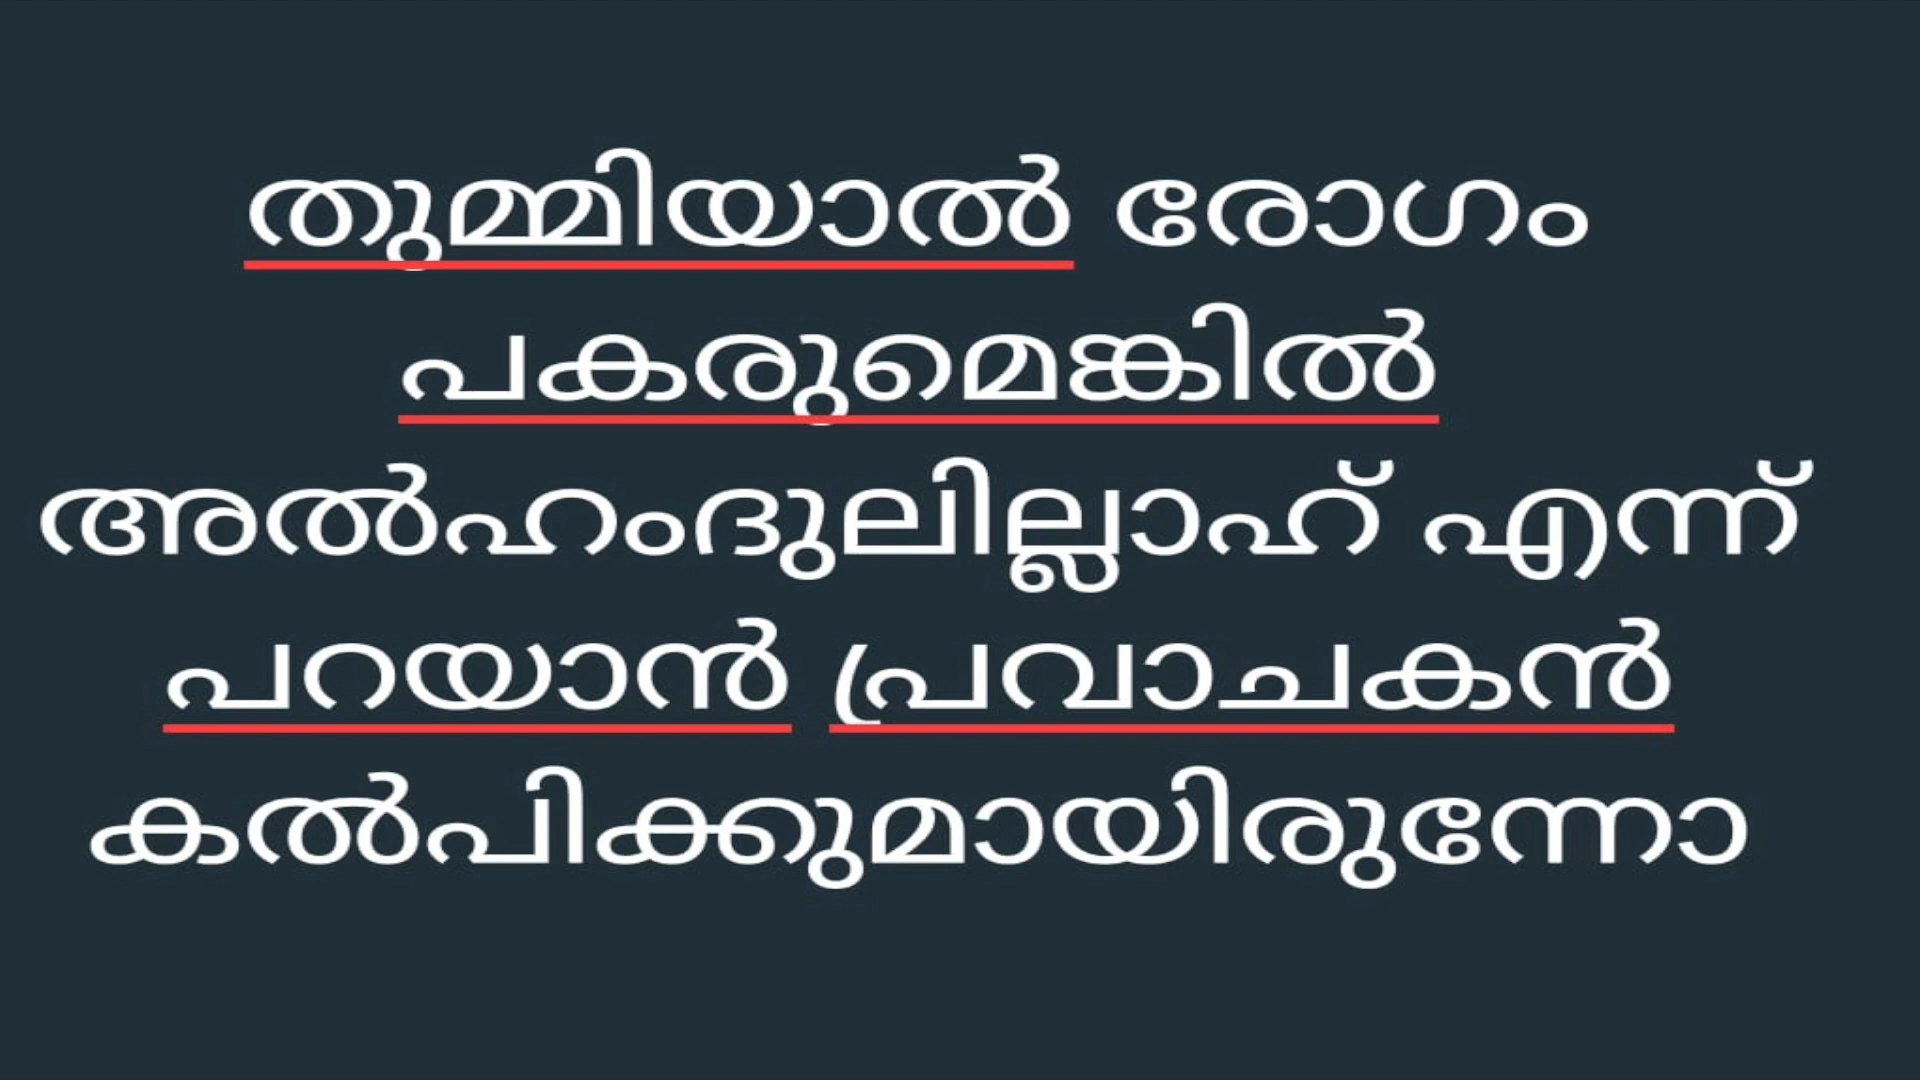 തുമ്മിയാൽ രോഗം
പകരുമെങ്കിൽ
അൽഹംദുലില്ലാഹ് എന്ന്
പറയാൻ പ്രവാചകൻ
കൽപിക്കുമായിരുന്നോ